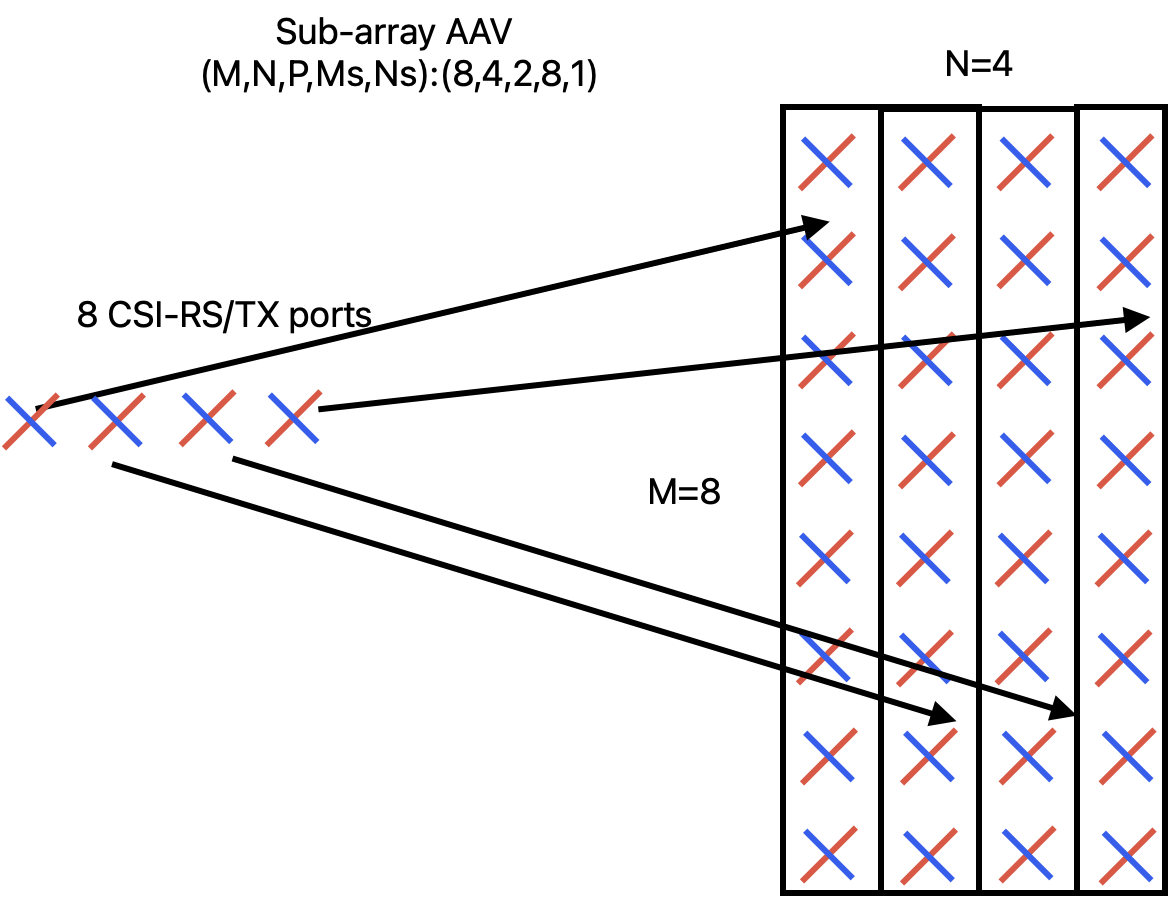 Sub-array AAV
(M,N,P,Ms,Ns):(8,4,2,8,1)
N=4
8 CSI-RS/TX ports
M=8